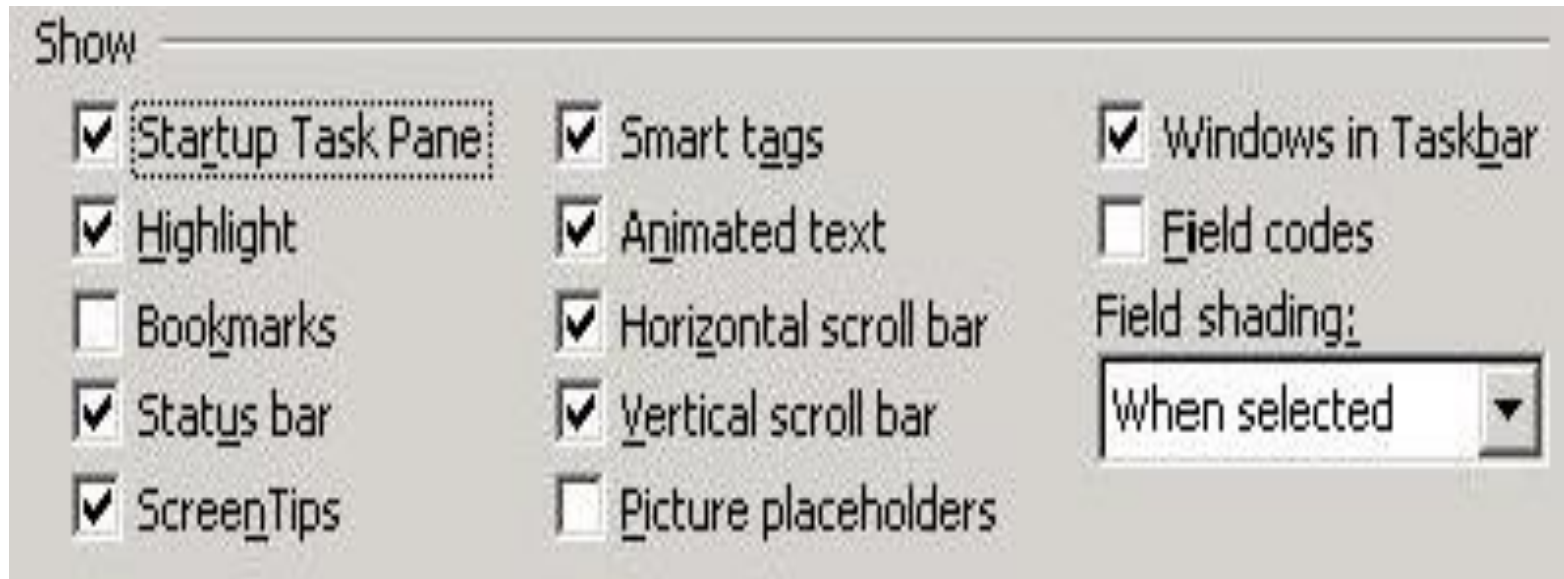 Show
Startup Task Pane
Highlight
Bookmarks
Status bar
ScreenTips
Smart tags
Animated text
Horizontal scroll bar
Vertical scroll bar
Picture placeholders
Windows in Taskbar
Field codes
Field shading:
When selected